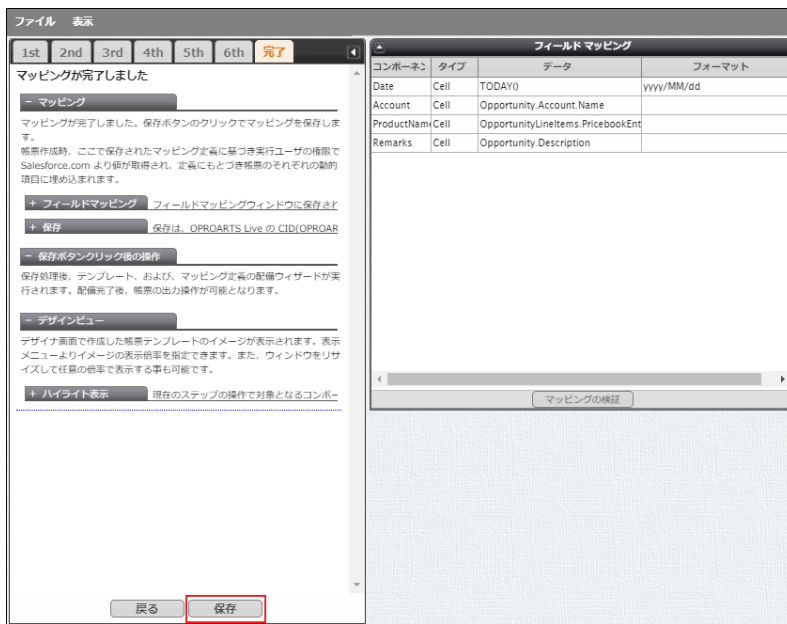 ファイル 表示
1st 2nd 3rd 4th 5th 6th 完了
マッピングが完了しました
− マッピング
マッピングが完了しました。保存ボタンのクリックでマッピングを保存しま
す。
帳票作成時、ここで保存されたマッピング定義に基づき実行ユーザの権限で
Salesforce.com より値が取得され、定義にもとづき帳票のそれぞれの動的
項目に埋め込まれます。
+ フィールドマッピング フィールドマッピングウィンドウに保存され
+ 保存 保存は、OPROARTS Live の CID(OPROAR
− 保存ボタンクリック後の操作
保存処理後、テンプレート、および、マッピング定義の配備ウィザードが実
行されます。配備完了後、帳票の出力操作が可能となります。
− デザインビュー
デザイナ画面で作成した帳票テンプレートのイメージが表示されます。表示
メニューよりイメージの表示倍率を指定できます。また、ウィンドウをリサ
イズして任意の倍率で表示する事も可能です。
+ ハイライト表示 現在のステップの操作で対象となるコンポー
戻る 保存
フィールド マッピング
コンポーネン タイプ データ フォーマット
Date Cell TODAY() yyyy/MM/dd
Account Cell Opportunity.Account.Name
ProductName Cell OpportunityLineItems.PricebookEnt
Remarks Cell Opportunity.Description
マッピングの検証